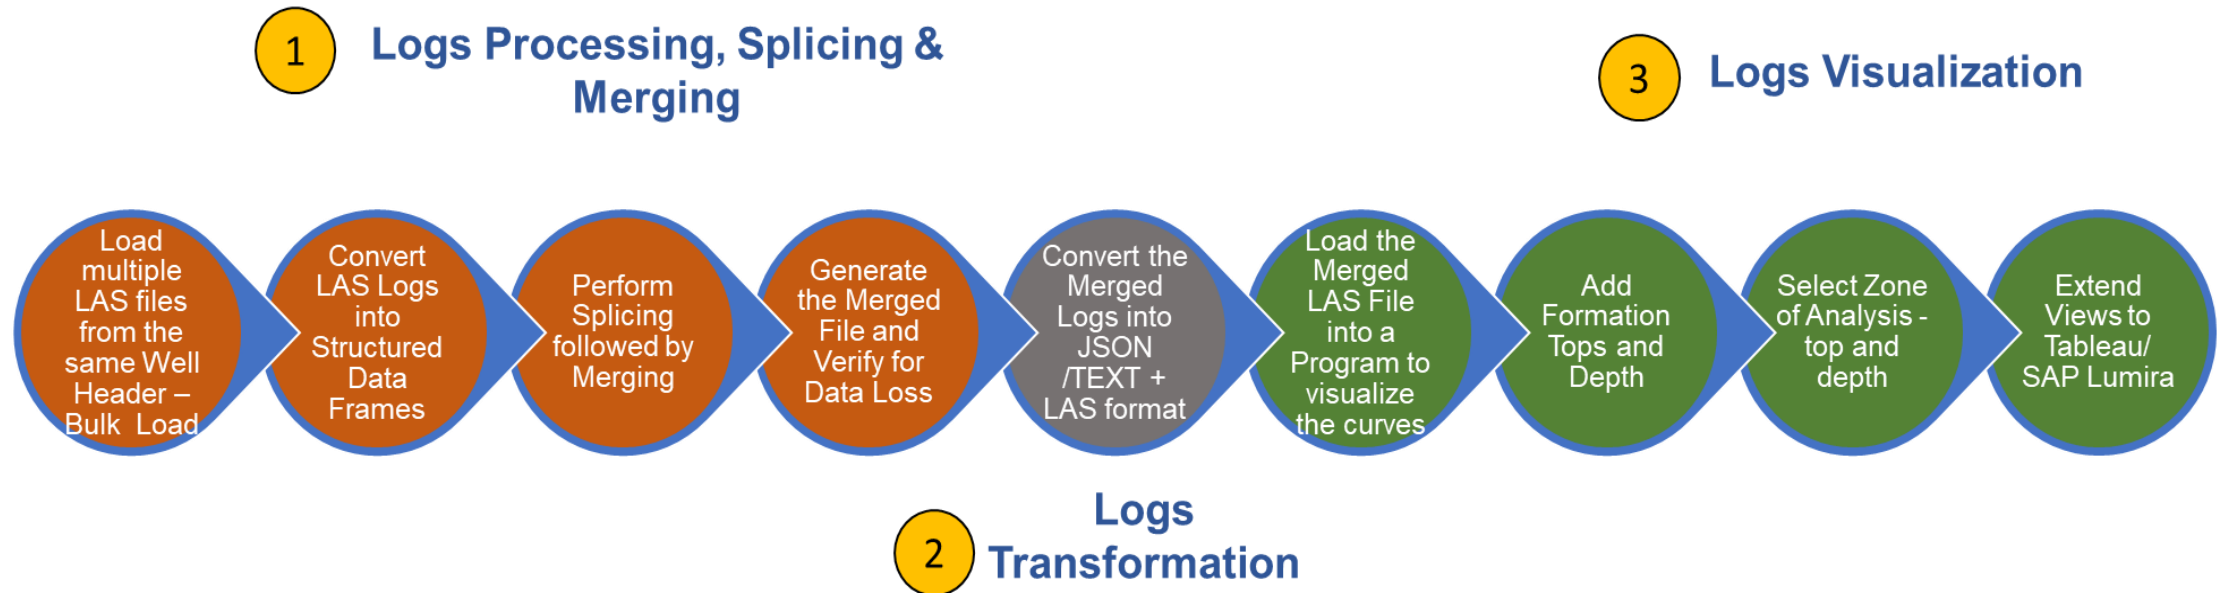 1
Logs Processing, Splicing &
Merging
3
Logs Visualization
Load
multiple
LAS files
from the
same Well
Header –
Bulk Load
Convert
LAS Logs
into
Structured
Data
Frames
Perform
Splicing
followed by
Merging
Generate
the Merged
File and
Verify for
Data Loss
Convert the
Merged
Logs into
JSON
/TEXT +
LAS format
Load the
Merged
LAS File
into a
Program to
visualize
the curves
Add
Formation
Tops and
Depth
Select Zone
of Analysis -
top and
depth
Extend
Views to
Tableau/
SAP Lumira
2
Logs
Transformation